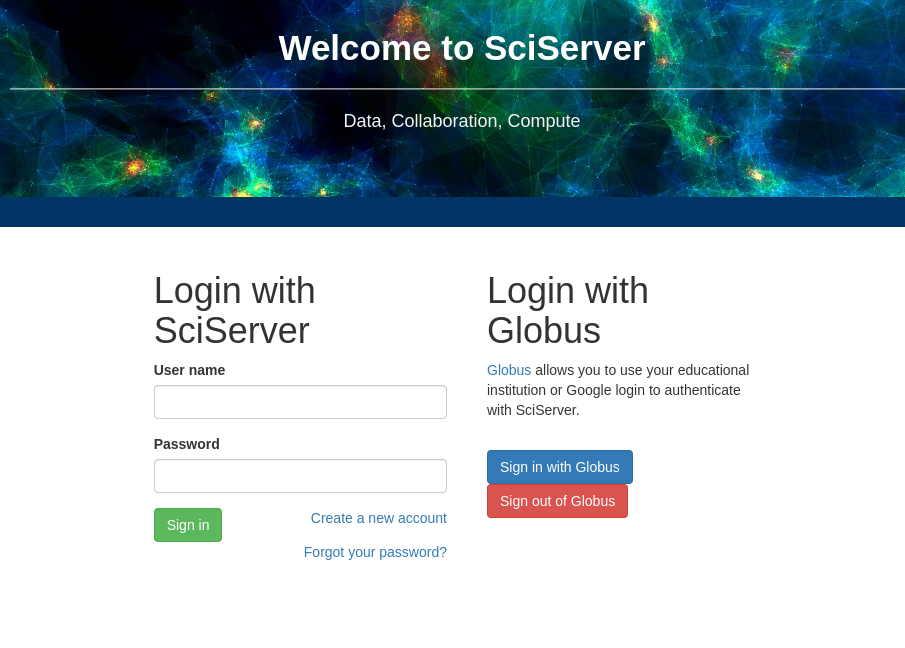 Welcome to SciServer
Data, Collaboration, Compute
Login with
SciServer
User name
Password
Sign in
Create a new account
Forgot your password?
Login with
Globus
Globus allows you to use your educational
institution or Google login to authenticate
with SciServer.
Sign in with Globus
Sign out of Globus